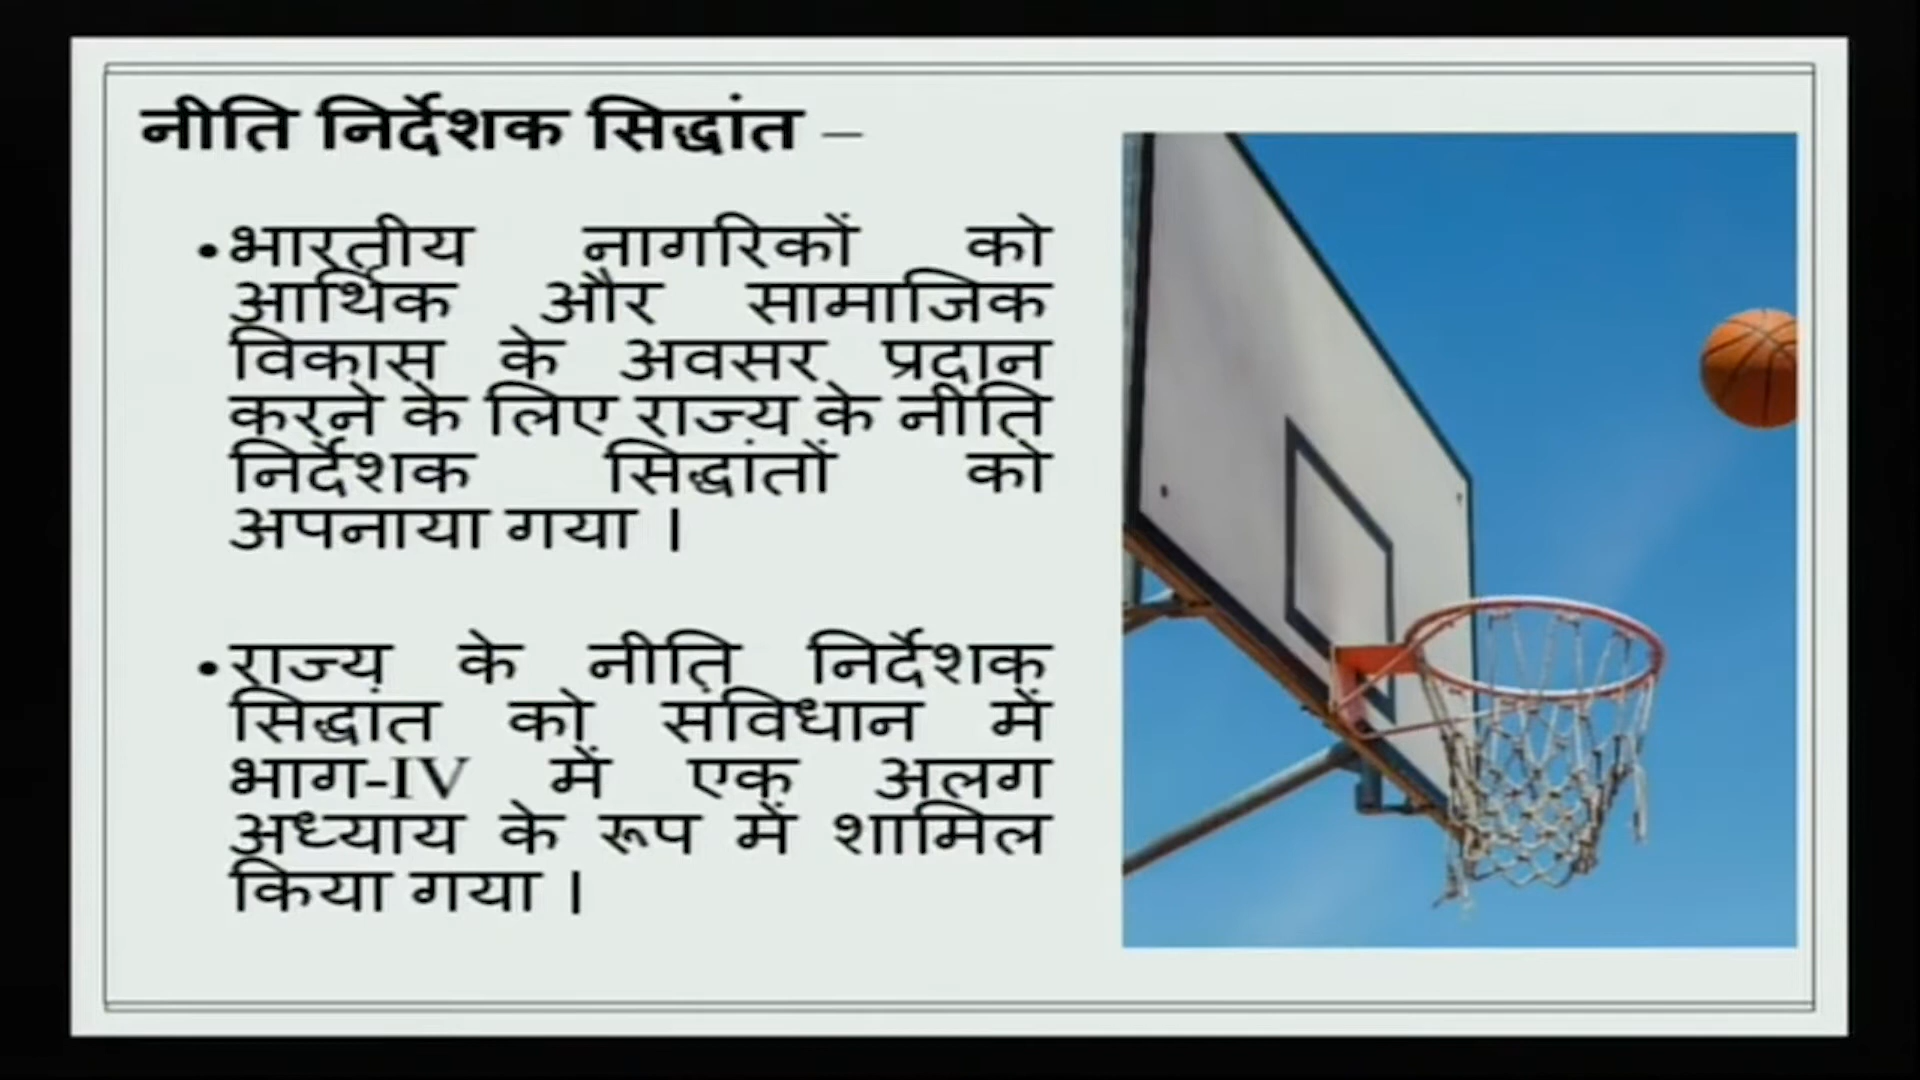 नीति निर्देशक सिद्धांत –
•भारतीय नागरिकों को
आर्थिक और सामाजिक
विकास के अवसर प्रदान
करने के लिए राज्य के नीति
निर्देशक सिद्धांतों को
अपनाया गया ।
•राज्य के नीति निर्देशक
सिद्धांत को संविधान में
भाग-IV में एक अलग
अध्याय के रूप में शामिल
किया गया ।